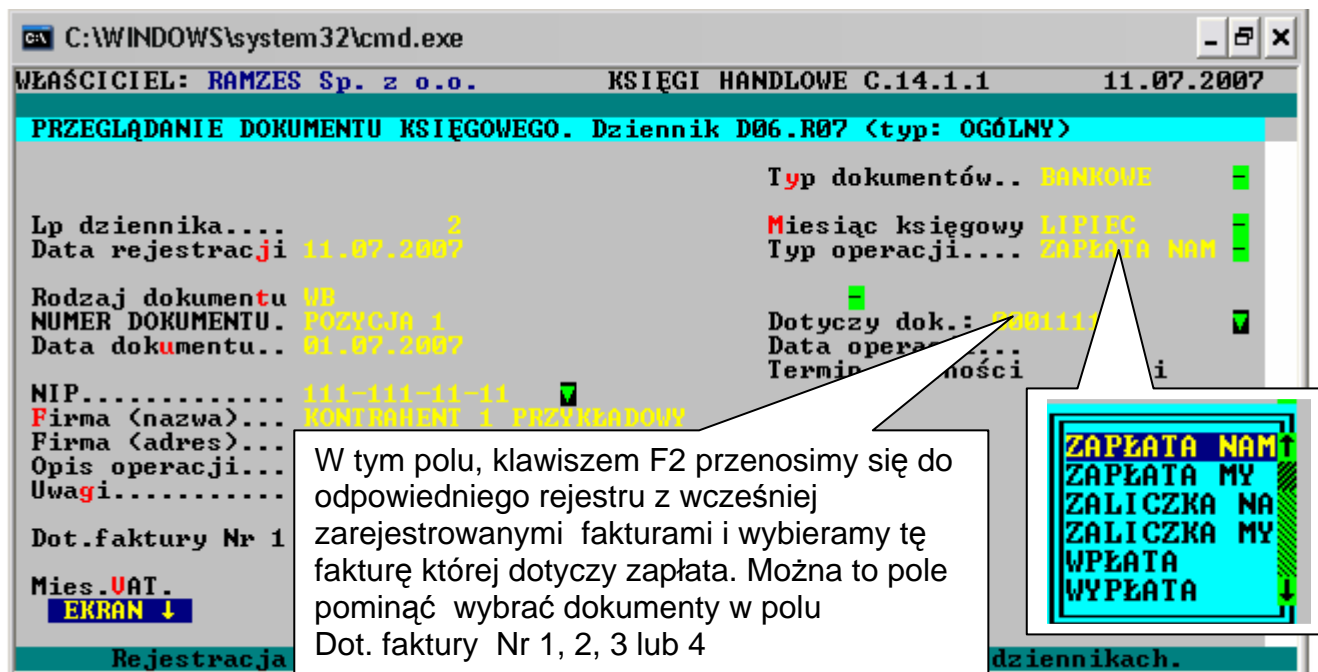 C:\WINDOWS\system32\cmd.exe
WŁAŚCICIEL: RAMZES Sp. z o.o. KSIĘGI HANDLOWE C.14.1.1 11.07.2007
PRZEGLĄDANIE DOKUMENTU KSIĘGOWEGO. Dziennik D06.R07 (typ: OGÓLNY)
Typ dokumentów.. BANKOWE
Lp dziennika.... 2 Miesiąc księgowy LIPIEC
Data rejestracji 11.07.2007 Typ operacji.... ZAPŁATA NAM
Rodzaj dokumentu WB
NUMER DOKUMENTU. POZYCJA 1 Dotyczy dok.: 0001111
Data dokumentu.. 01.07.2007 Data operacji...
Termin
NIP............. 111-111-11-11
Firma (nazwa)... KONTRAHENT 1 PRZYKŁADOWY
Firma (adres)...
Opis operacji...
Uwagi...........
Dot.faktury Nr 1
Mies.VAT.
EKRAN ↓
Rejestracja dziennikach.
W tym polu, klawiszem F2 przenosimy się do
odpowiedniego rejestru z wcześniej
zarejestrowanymi fakturami i wybieramy tę
fakturę której dotyczy zapłata. Można to pole
pominąć wybrać dokumenty w polu
Dot. faktury Nr 1, 2, 3 lub 4
ZAPŁATA NAM
ZAPŁATA MY
ZALICZKA NA
ZALICZKA MY
WPŁATA
WYPŁATA